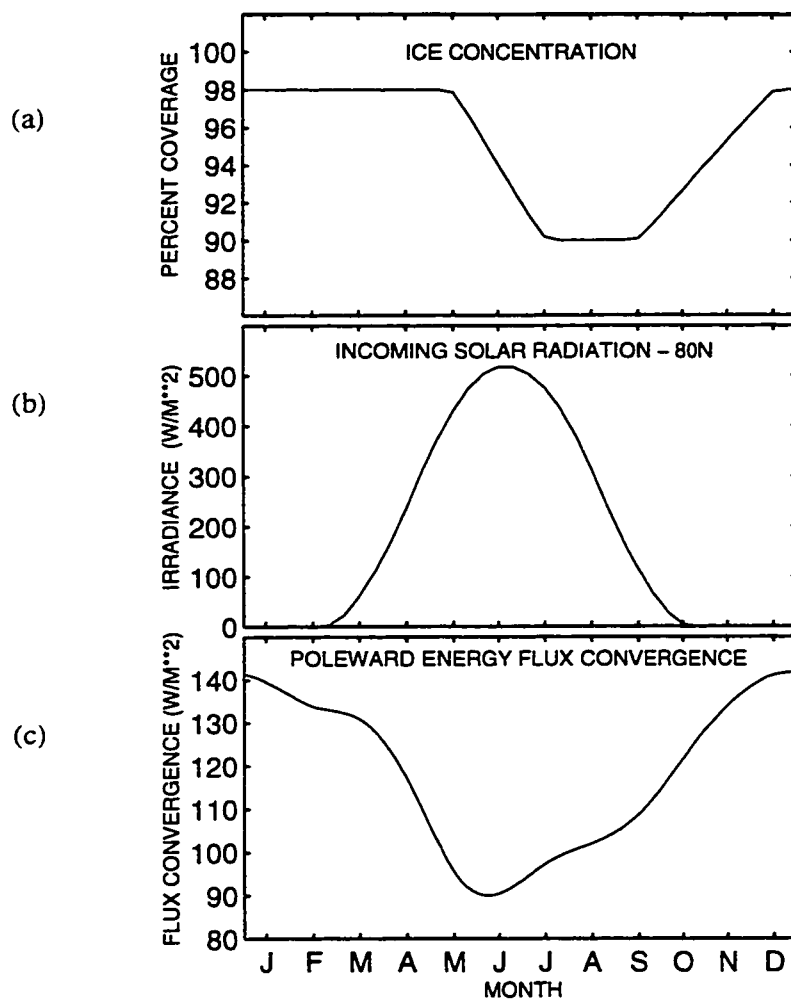 (a)
ICE CONCENTRATION
PERCENT COVERAGE
100
98
96
94
92
90
88
(b)
INCOMING SOLAR RADIATION – 80N
IRRADIANCE (W/M**2)
500
400
300
200
100
0
(c)
POLEWARD ENERGY FLUX CONVERGENCE
FLUX CONVERGENCE (W/M**2)
140
130
120
110
100
90
80
J F M A M J J A S O N D
MONTH